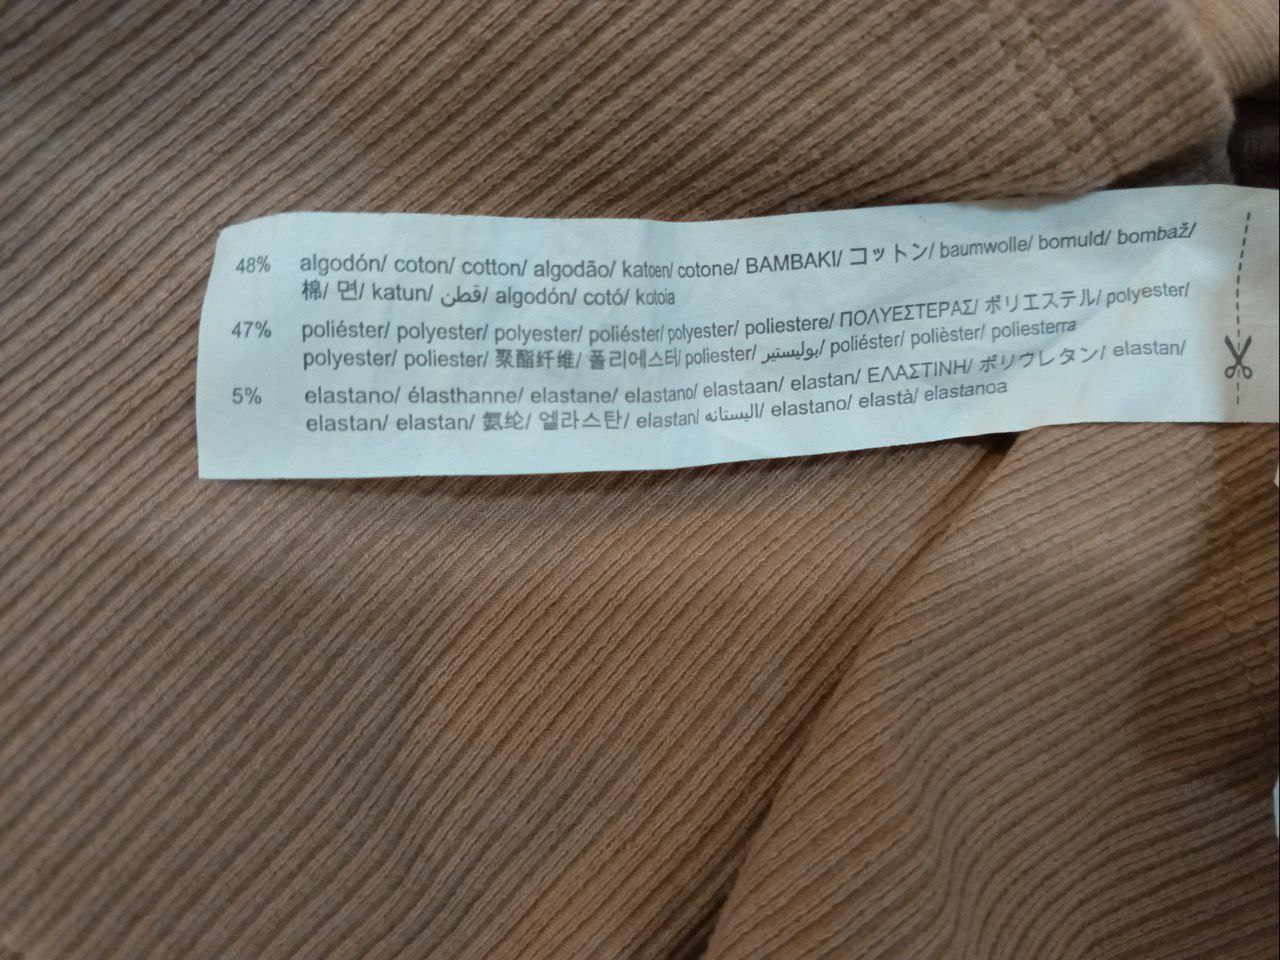 48% algodón/ coton/ cotton/ algodão/ katoen/ cotone/ BAMBAKI/ コットン/ baumwolle/ bomuld/ bombaž/
棉/ 면/ katun/ قطن/ algodón/ cotó/ kotoia
47% poliéster/ polyester/ polyester/ poliéster/ polyester/ poliestere/ ΠΟΛΥΕΣΤΕΡΑΣ/ ポリエステル/ polyester/
polyester/ poliester/ 聚酯纤维/ 폴리에스터/ poliester/ بوليستير/ poliéster/ polièster/ poliesterra
5% elastano/ élasthanne/ elastane/ elastano/ elastaan/ elastan/ ΕΛΑΣΤΙΝΗ/ ポリウレタン/ elastan/
elastan/ elastan/ 氨纶/ 엘라스탄/ elastan/ اليستانه/ elastano/ elastà/ elastanoa